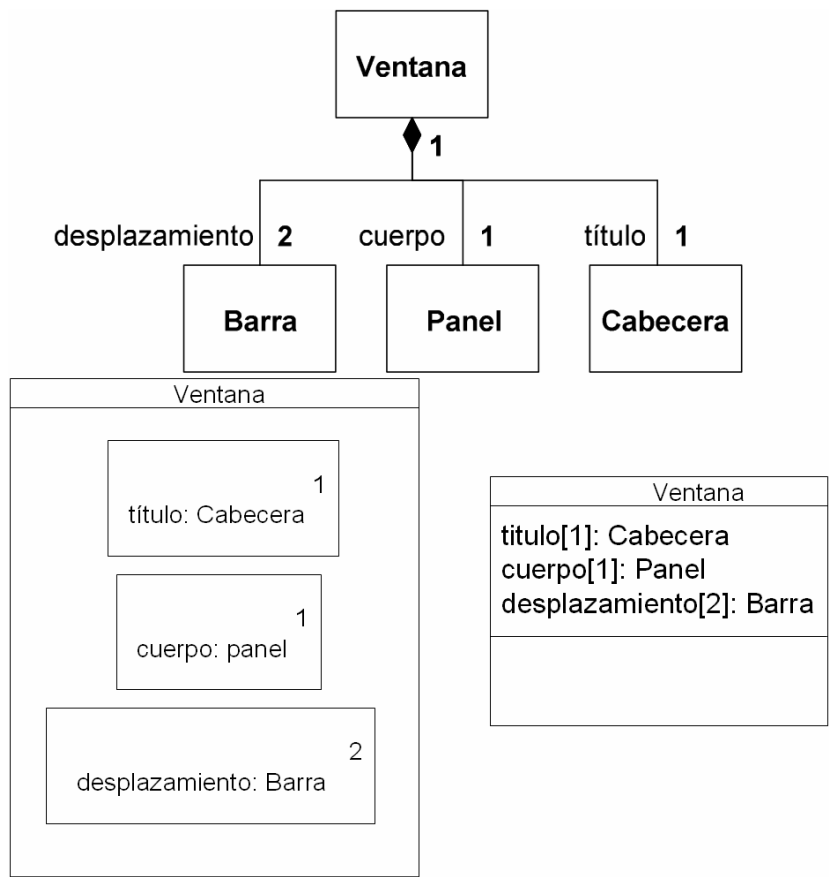 Ventana
1
desplazamiento 2 cuerpo 1 título 1
Barra Panel Cabecera
Ventana
1
título: Cabecera
1
cuerpo: panel
2
desplazamiento: Barra
Ventana
titulo[1]: Cabecera
cuerpo[1]: Panel
desplazamiento[2]: Barra